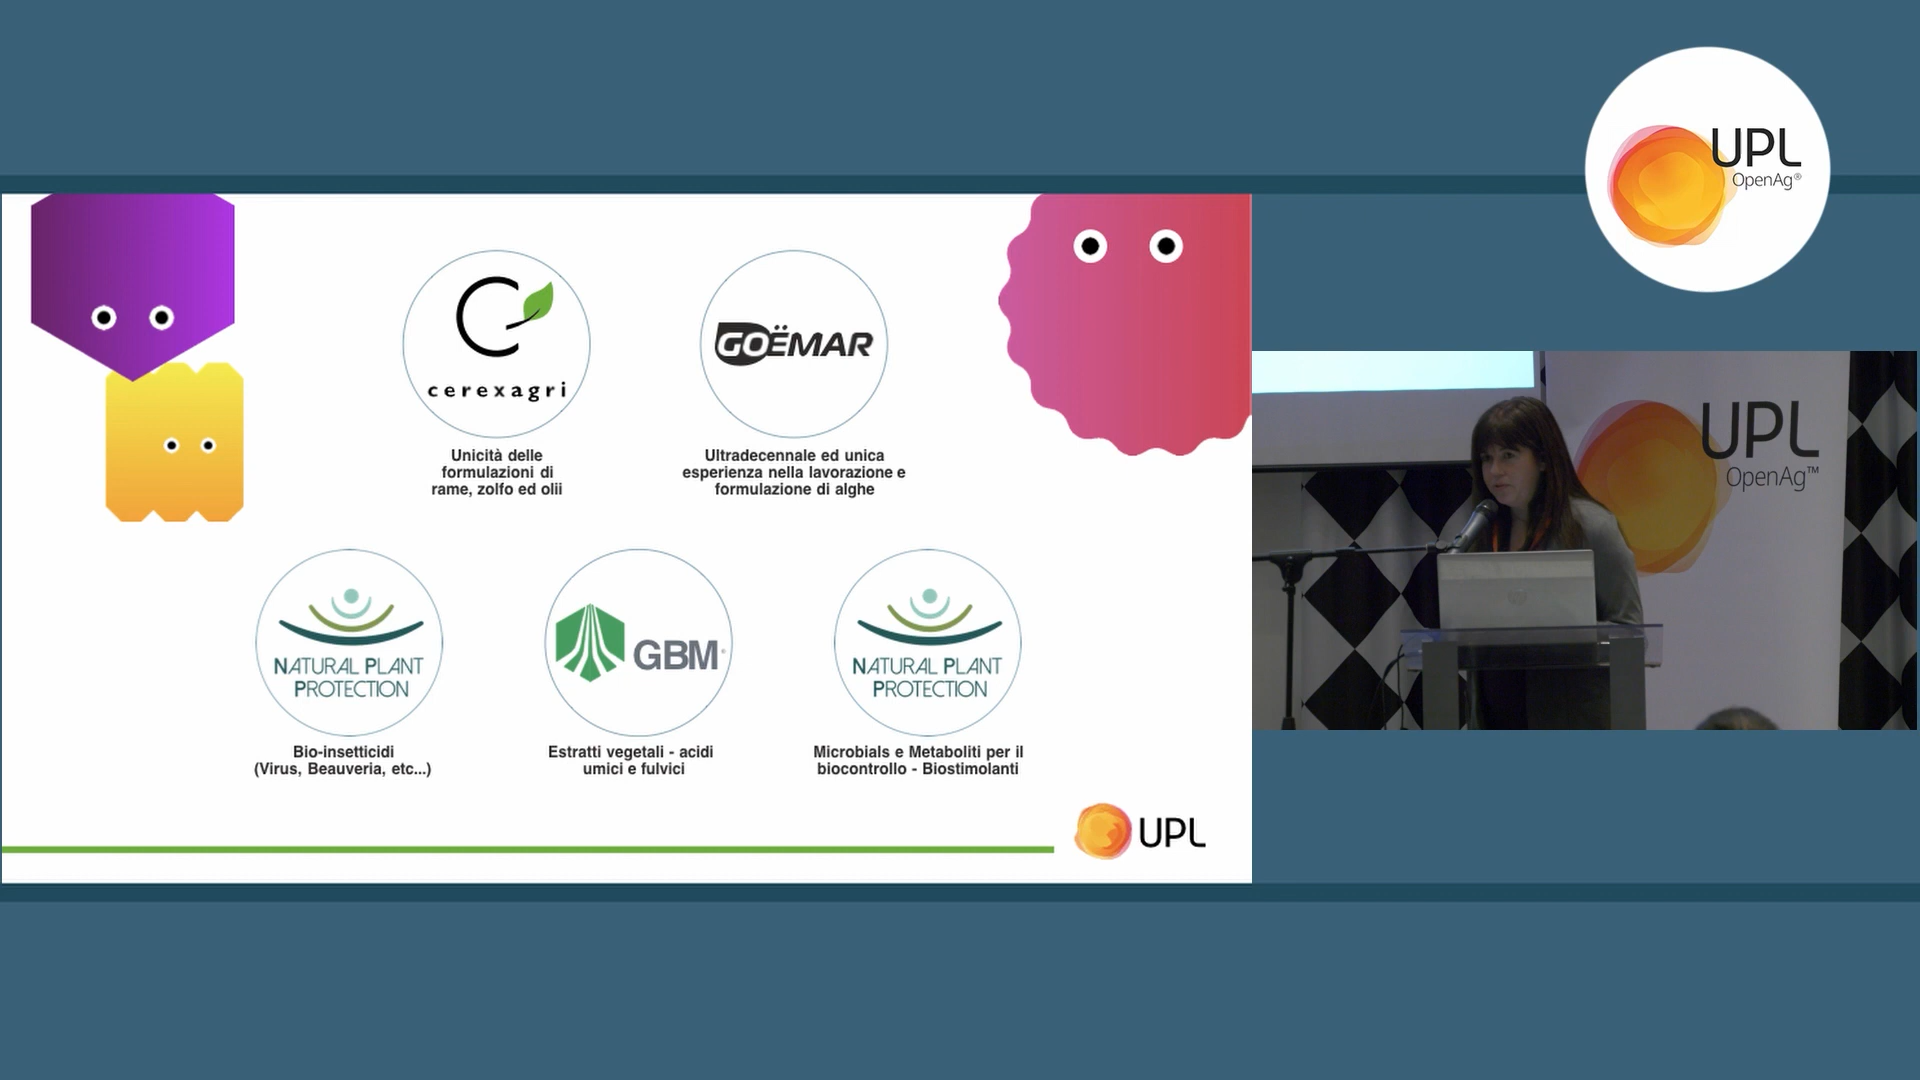 UPL
OpenAg®
cerexagri
GOËMAR
Unicità delle
formulazioni di
rame, zolfo ed olii
Ultradecennale ed unica
esperienza nella lavorazione e
formulazione di alghe
NATURAL PLANT
PROTECTION
GBM
NATURAL PLANT
PROTECTION
Bio-insetticidi
(Virus, Beauveria, etc...)
Estratti vegetali - acidi
umici e fulvici
Microbials e Metaboliti per il
biocontrollo - Biostimolanti
UPL
UPL
OpenAg™